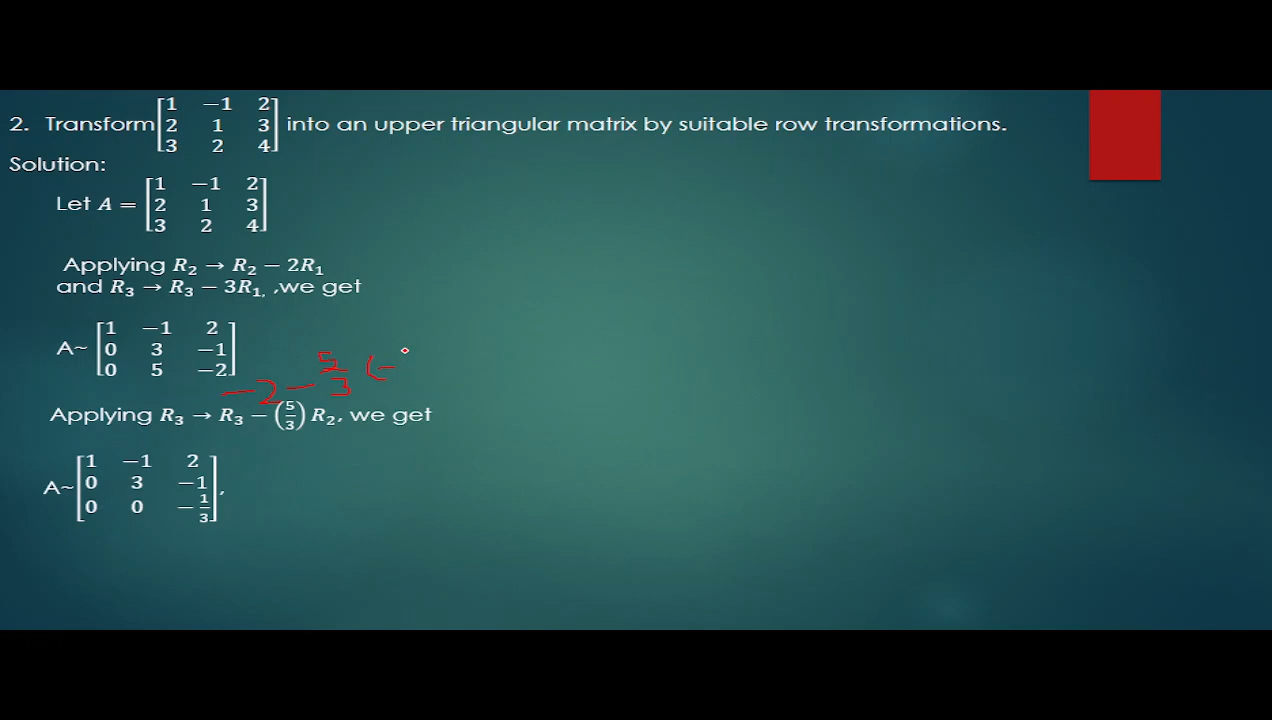 2. Transform [1 −1 2
2 1 3
3 2 4] into an upper triangular matrix by suitable row transformations.
Solution:
Let A = [1 −1 2
2 1 3
3 2 4]
Applying R₂ → R₂ − 2R₁
and R₃ → R₃ − 3R₁, ,we get
A~ [1 −1 2
0 3 −1
0 5 −2]
−2 − 5/3 (−
Applying R₃ → R₃ − (5/3) R₂, we get
A~ [1 −1 2
0 3 −1
0 0 −1/3],